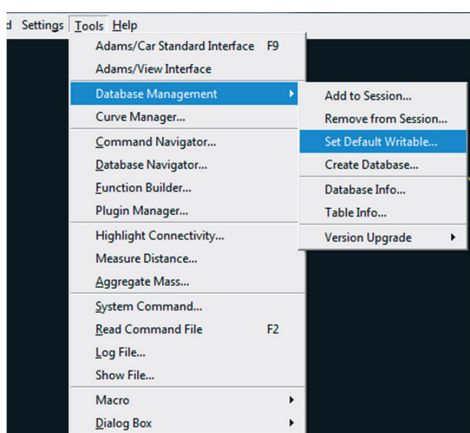 Settings Tools Help
Adams/Car Standard Interface F9
Adams/View Interface
Database Management
Curve Manager...
Command Navigator...
Database Navigator...
Function Builder...
Plugin Manager...
Highlight Connectivity...
Measure Distance...
Aggregate Mass...
System Command...
Read Command File F2
Log File...
Show File...
Macro
Dialog Box
Add to Session...
Remove from Session...
Set Default Writable...
Create Database...
Database Info...
Table Info...
Version Upgrade